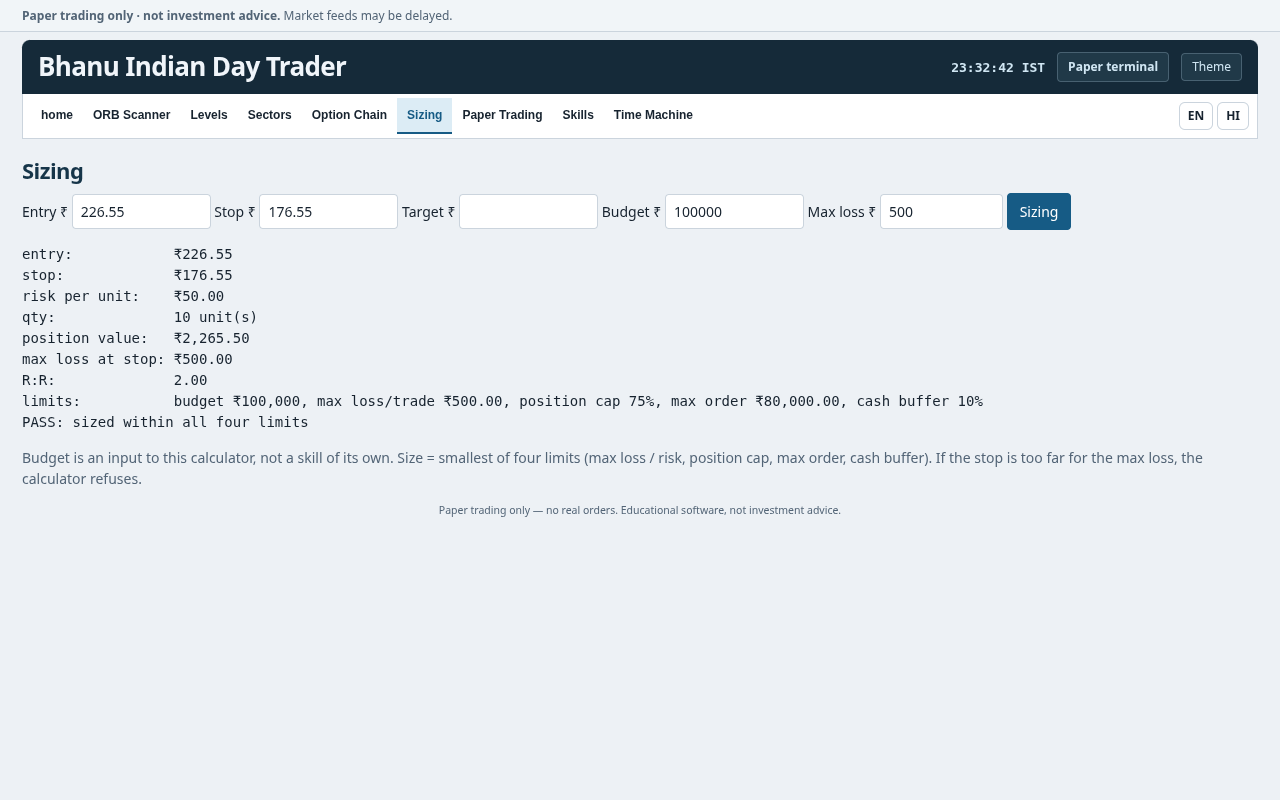 Paper trading only · not investment advice. Market feeds may be delayed.
Bhanu Indian Day Trader
23:32:42 IST
Paper terminal
Theme
home ORB Scanner Levels Sectors Option Chain Sizing Paper Trading Skills Time Machine EN HI
Sizing
Entry ₹ 226.55 Stop ₹ 176.55 Target ₹ Budget ₹ 100000 Max loss ₹ 500 Sizing
entry: ₹226.55
stop: ₹176.55
risk per unit: ₹50.00
qty: 10 unit(s)
position value: ₹2,265.50
max loss at stop: ₹500.00
R:R: 2.00
limits: budget ₹100,000, max loss/trade ₹500.00, position cap 75%, max order ₹80,000.00, cash buffer 10%
PASS: sized within all four limits
Budget is an input to this calculator, not a skill of its own. Size = smallest of four limits (max loss / risk, position cap, max order, cash buffer). If the stop is too far for the max loss, the
calculator refuses.
Paper trading only — no real orders. Educational software, not investment advice.